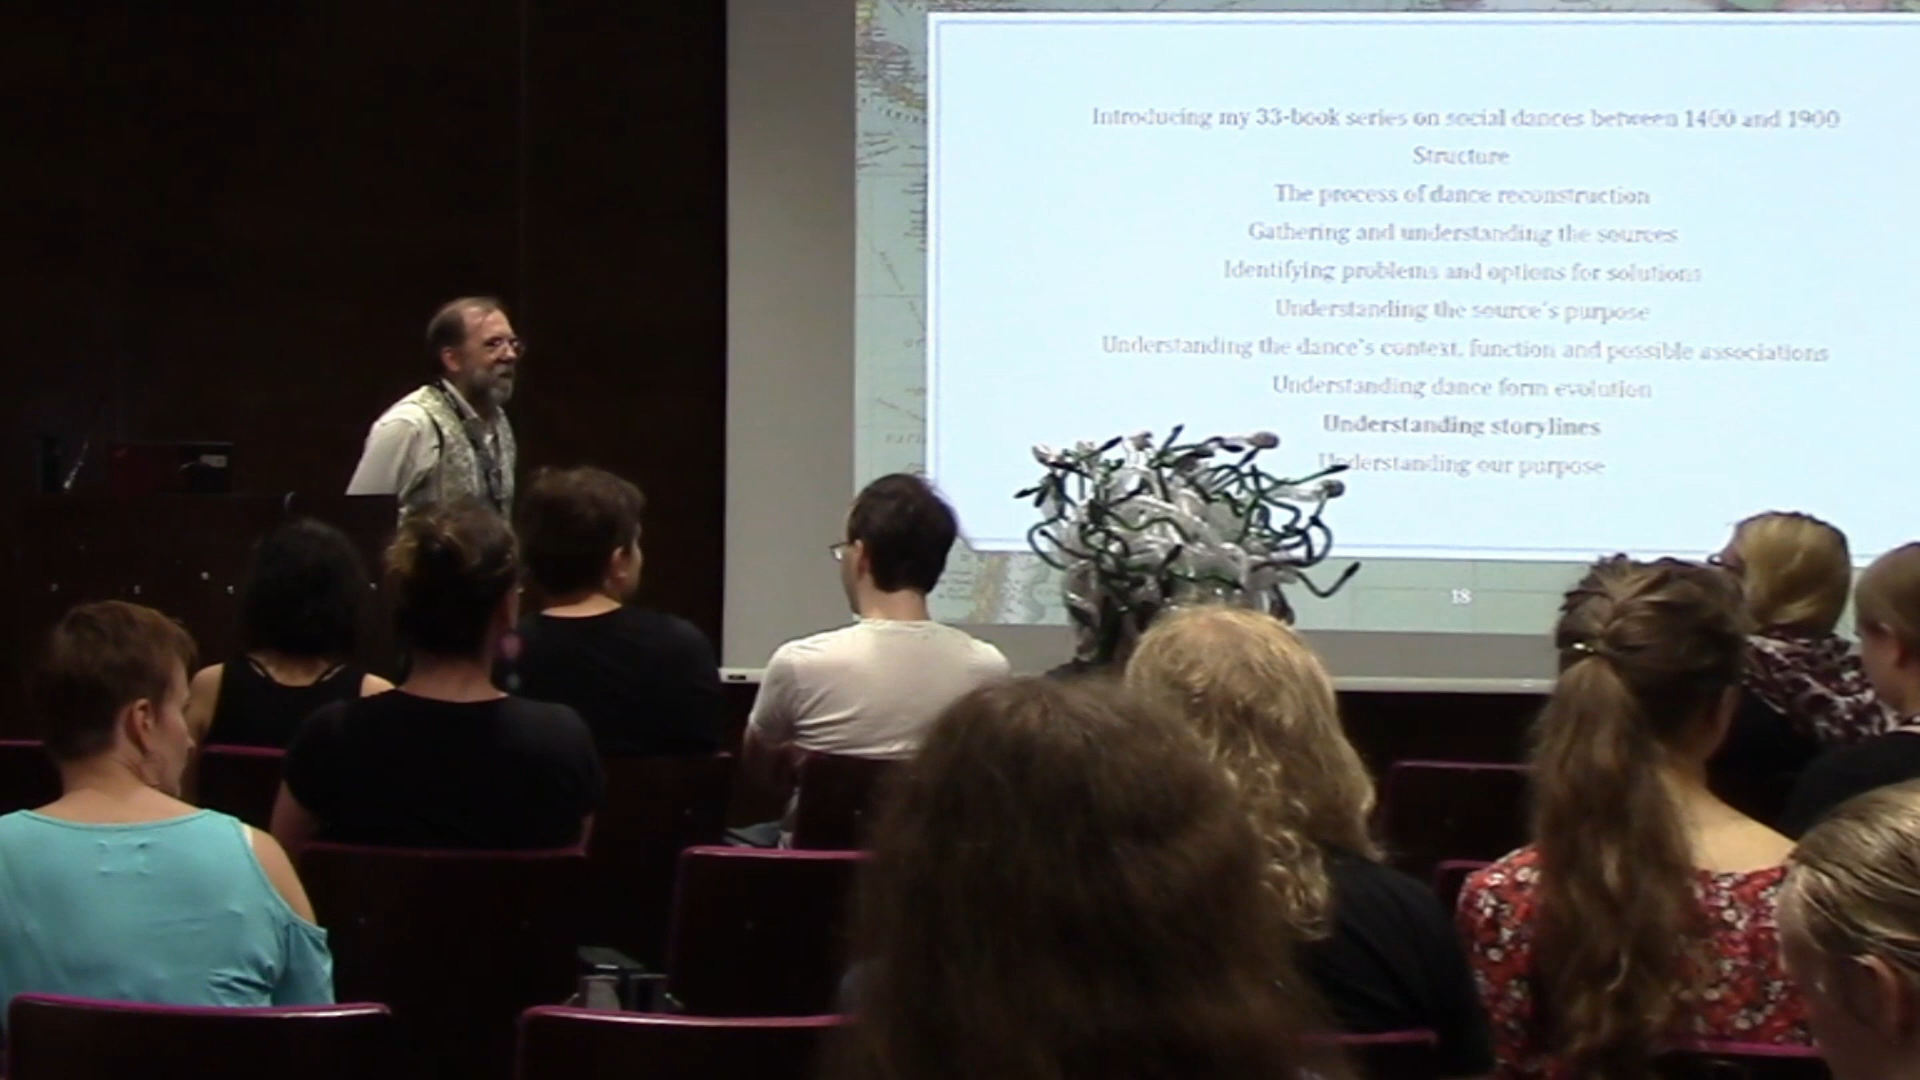 Introducing my 33-book series on social dances between 1400 and 1900
Structure
The process of dance reconstruction
Gathering and understanding the sources
Identifying problems and options for solutions
Understanding the source's purpose
Understanding the dance's context, function and possible associations
Understanding dance form evolution
Understanding storylines
Understanding our purpose
18